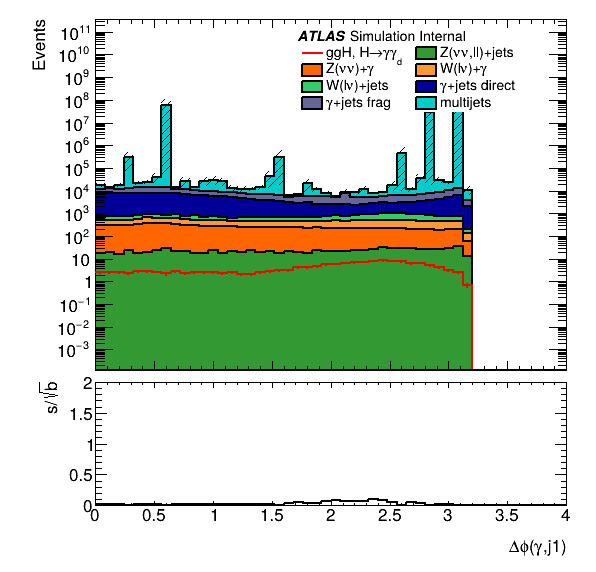 Events
ATLAS Simulation Internal
ggH, H→γγ_d
Z(νν,ll)+jets
Z(νν)+γ
W(lν)+γ
W(lν)+jets
γ+jets direct
γ+jets frag
multijets
10¹¹
10¹⁰
10⁹
10⁸
10⁷
10⁶
10⁵
10⁴
10³
10²
10
1
10⁻¹
10⁻²
10⁻³
s/√b
2
1.5
1
0.5
0
0 0.5 1 1.5 2 2.5 3 3.5 4
Δϕ(γ,j1)